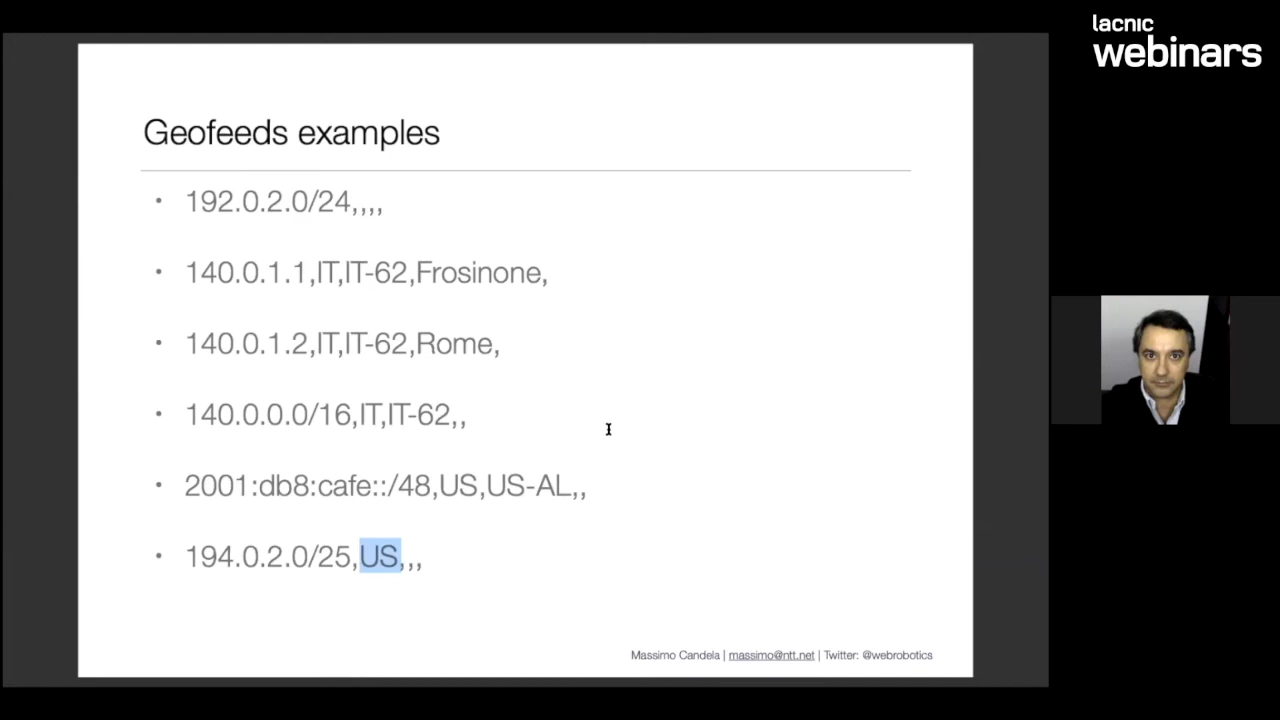 lacnic
webinars
Geofeeds examples
• 192.0.2.0/24,,,,
• 140.0.1.1,IT,IT-62,Frosinone,
• 140.0.1.2,IT,IT-62,Rome,
• 140.0.0.0/16,IT,IT-62,,
• 2001:db8:cafe::/48,US,US-AL,,
• 194.0.2.0/25,US,,,
Massimo Candela | massimo@ntt.net | Twitter: @webrobotics